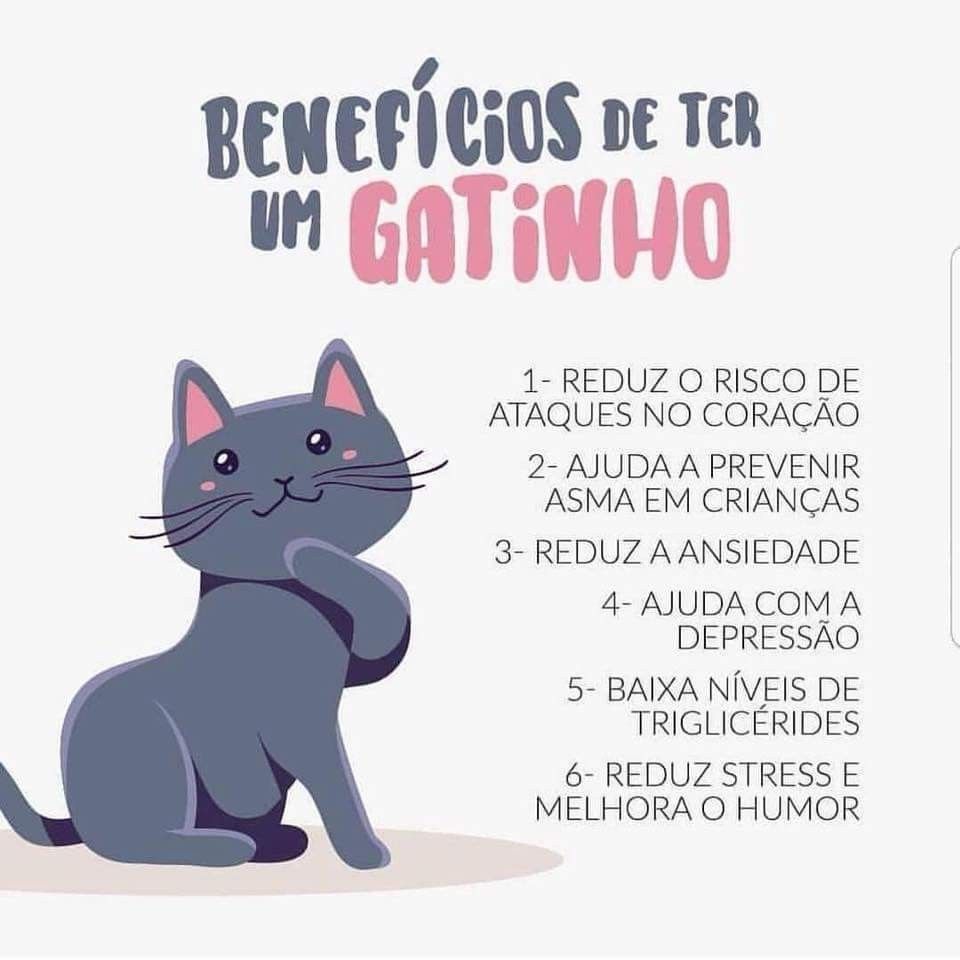 BENEFÍCIOS DE TER
UM GATINHO
1- REDUZ O RISCO DE
ATAQUES NO CORAÇÃO
2- AJUDA A PREVENIR
ASMA EM CRIANÇAS
3- REDUZ A ANSIEDADE
4- AJUDA COM A
DEPRESSÃO
5- BAIXA NÍVEIS DE
TRIGLICÉRIDES
6- REDUZ STRESS E
MELHORA O HUMOR